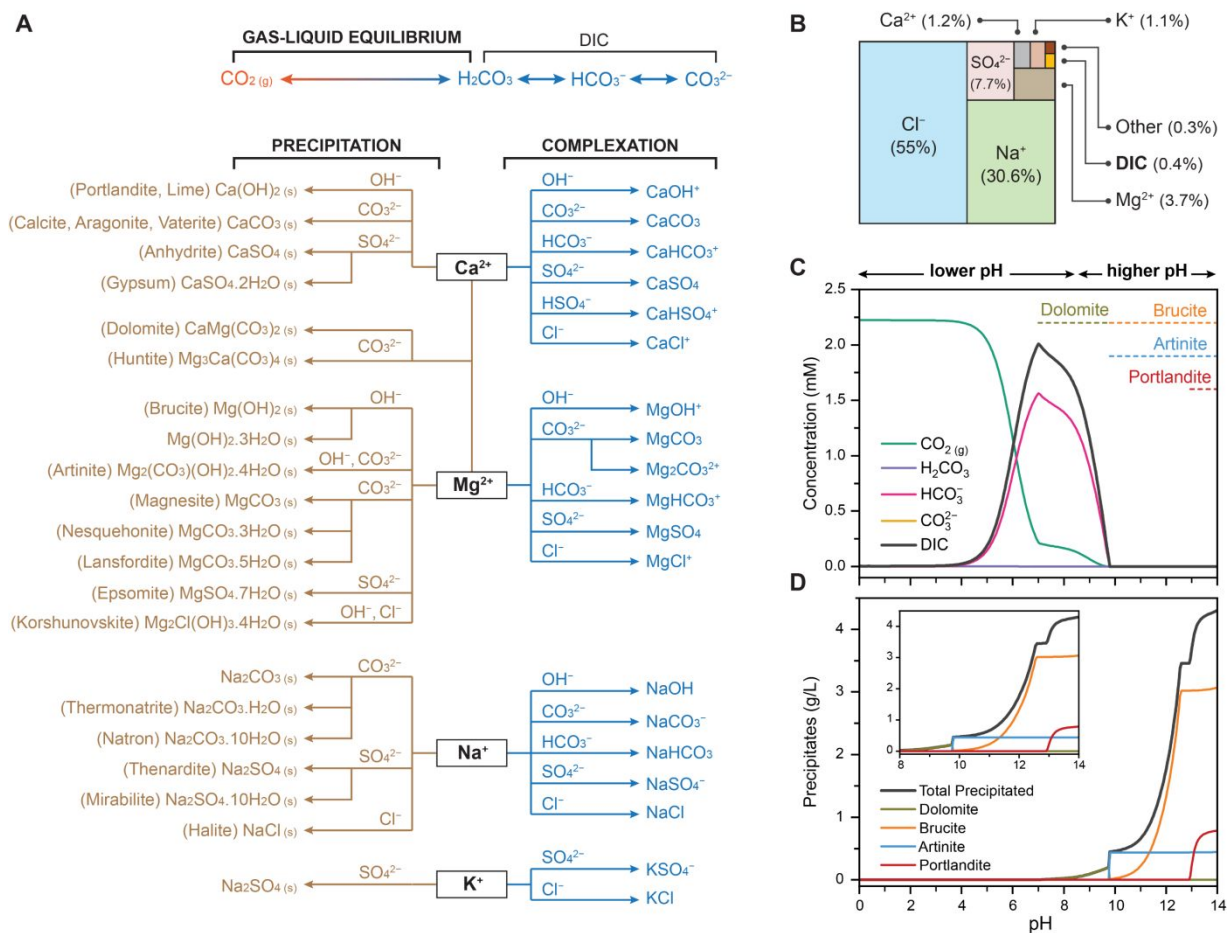 A
GAS-LIQUID EQUILIBRIUM
DIC
CO₂ (g)
H₂CO₃
HCO₃⁻
CO₃²⁻
PRECIPITATION
COMPLEXATION
Ca²⁺
(Portlandite, Lime) Ca(OH)₂ (s)
OH⁻
(Calcite, Aragonite, Vaterite) CaCO₃ (s)
CO₃²⁻
(Anhydrite) CaSO₄ (s)
SO₄²⁻
(Gypsum) CaSO₄.2H₂O (s)
(Dolomite) CaMg(CO₃)₂ (s)
CO₃²⁻
(Huntite) Mg₃Ca(CO₃)₄ (s)
OH⁻
CaOH⁺
CO₃²⁻
CaCO₃
HCO₃⁻
CaHCO₃⁺
SO₄²⁻
CaSO₄
HSO₄⁻
CaHSO₄⁺
Cl⁻
CaCl⁺
Mg²⁺
(Brucite) Mg(OH)₂ (s)
OH⁻
Mg(OH)₂.3H₂O (s)
(Artinite) Mg₂(CO₃)(OH)₂.4H₂O (s)
OH⁻, CO₃²⁻
(Magnesite) MgCO₃ (s)
CO₃²⁻
(Nesquehonite) MgCO₃.3H₂O (s)
(Lansfordite) MgCO₃.5H₂O (s)
(Epsomite) MgSO₄.7H₂O (s)
SO₄²⁻
(Korshunovskite) Mg₂Cl(OH)₃.4H₂O (s)
OH⁻, Cl⁻
OH⁻
MgOH⁺
CO₃²⁻
MgCO₃
Mg₂CO₃²⁺
HCO₃⁻
MgHCO₃⁺
SO₄²⁻
MgSO₄
Cl⁻
MgCl⁺
Na⁺
Na₂CO₃ (s)
CO₃²⁻
(Thermonatrite) Na₂CO₃.H₂O (s)
(Natron) Na₂CO₃.10H₂O (s)
(Thenardite) Na₂SO₄ (s)
SO₄²⁻
(Mirabilite) Na₂SO₄.10H₂O (s)
(Halite) NaCl (s)
Cl⁻
OH⁻
NaOH
CO₃²⁻
NaCO₃⁻
HCO₃⁻
NaHCO₃
SO₄²⁻
NaSO₄⁻
Cl⁻
NaCl
K⁺
Na₂SO₄ (s)
SO₄²⁻
SO₄²⁻
KSO₄⁻
Cl⁻
KCl
B
Ca²⁺ (1.2%)
K⁺ (1.1%)
SO₄²⁻
(7.7%)
Cl⁻
(55%)
Na⁺
(30.6%)
Other (0.3%)
DIC (0.4%)
Mg²⁺ (3.7%)
C
lower pH
higher pH
Dolomite
Brucite
Artinite
Portlandite
CO₂ (g)
H₂CO₃
HCO₃⁻
CO₃²⁻
DIC
Concentration (mM)
2.5
2.0
1.5
1.0
0.5
0.0
D
4
3
2
1
0
8
10
12
14
Total Precipitated
Dolomite
Brucite
Artinite
Portlandite
Precipitates (g/L)
4
3
2
1
0
0
2
4
6
8
10
12
14
pH